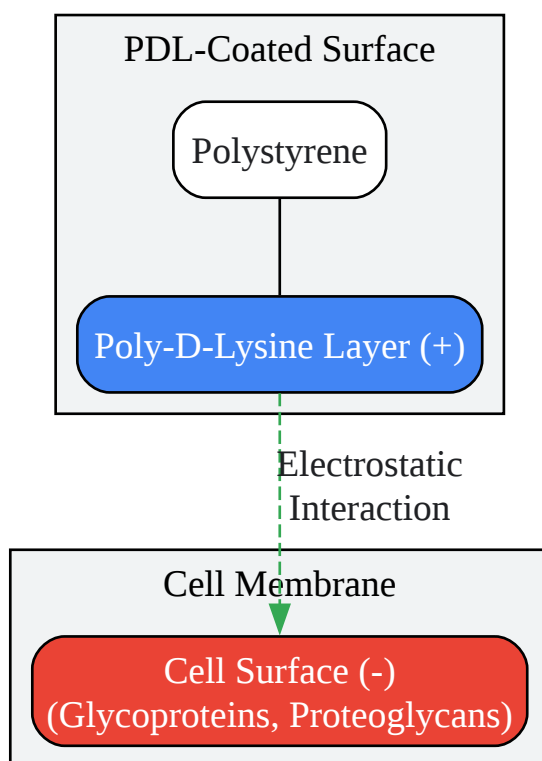 PDL-Coated Surface
Polystyrene
Poly-D-Lysine Layer (+)
Electrostatic
Interaction
Cell Membrane
Cell Surface (-)
(Glycoproteins, Proteoglycans)